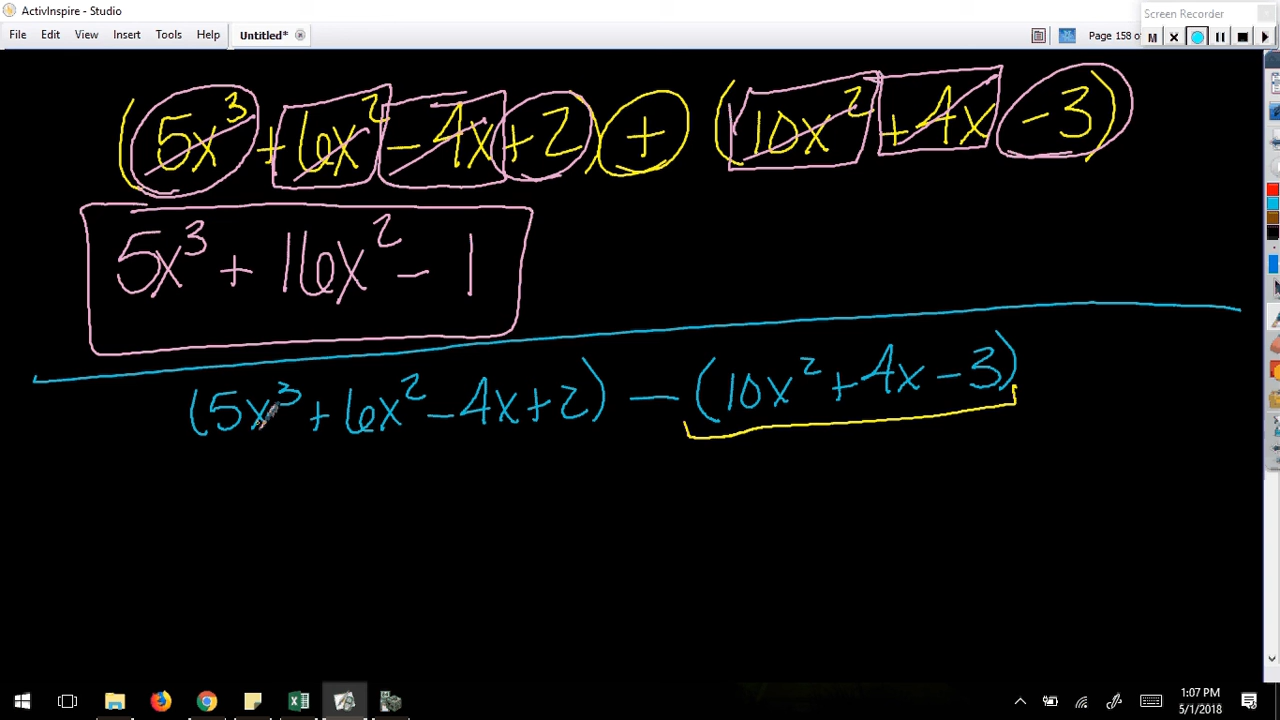 ActivInspire - Studio
Screen Recorder
File Edit View Insert Tools Help Untitled* Page 158 of
M
(5x³ + 6x² - 4x + 2) + (10x² + 4x - 3)
5x³ + 16x² - 1
(5x³ + 6x² - 4x + 2) - (10x² + 4x - 3)
1:07 PM
5/1/2018